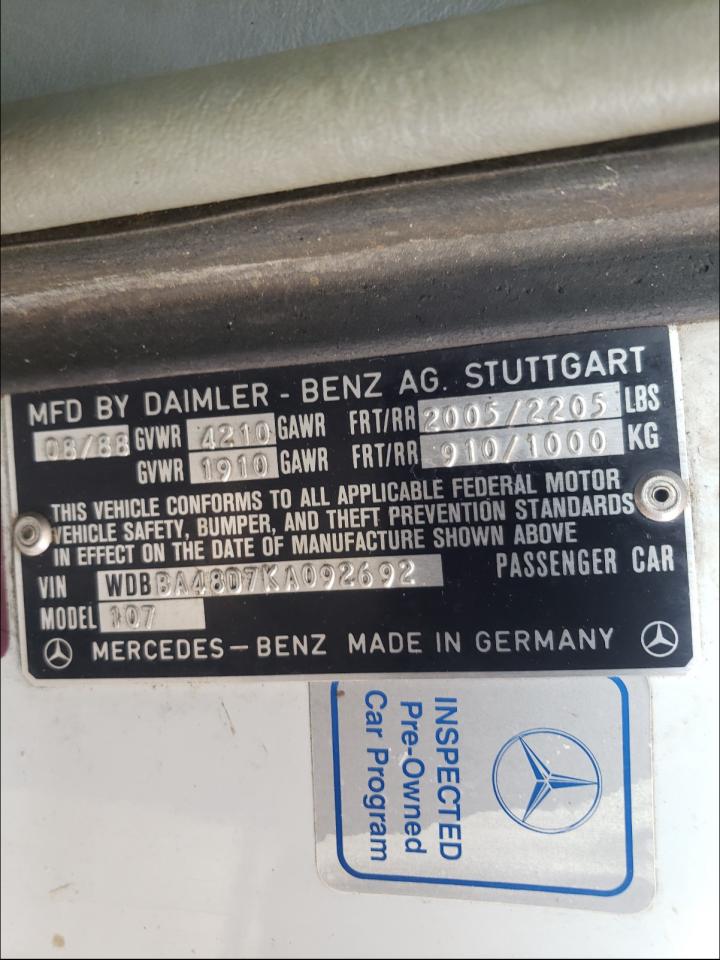 MFD BY DAIMLER - BENZ AG. STUTTGART
08/88 GVWR 4210 GAWR FRT/RR 2005/2205 LBS
GVWR 1910 GAWR FRT/RR 910/1000 KG
THIS VEHICLE CONFORMS TO ALL APPLICABLE FEDERAL MOTOR
VEHICLE SAFETY, BUMPER, AND THEFT PREVENTION STANDARDS
IN EFFECT ON THE DATE OF MANUFACTURE SHOWN ABOVE
VIN WDBBA48D7KA092692 PASSENGER CAR
MODEL 107
MERCEDES – BENZ MADE IN GERMANY
INSPECTED
Pre-Owned
Car Program